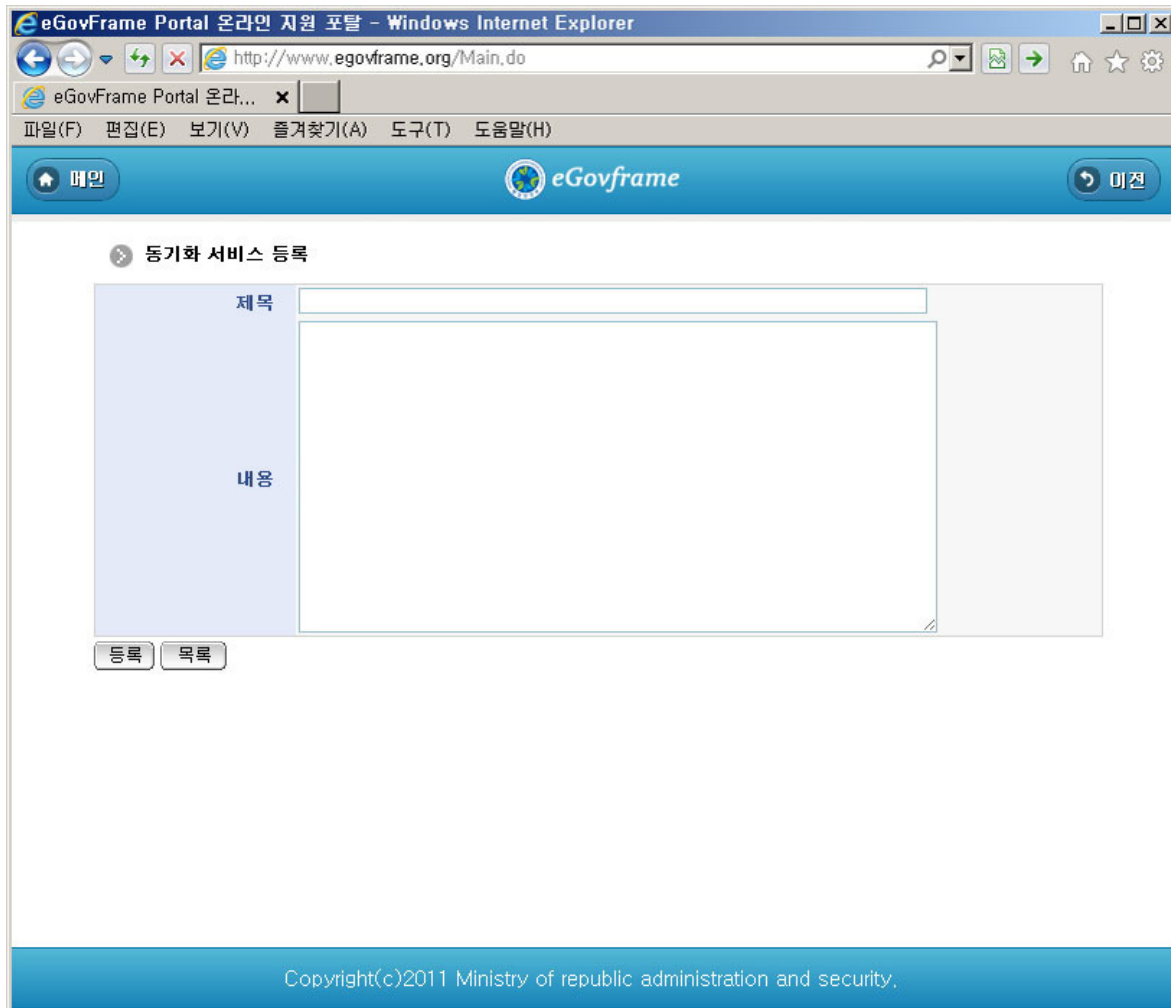 eGovFrame Portal 온라인 지원 포탈 - Windows Internet Explorer
http://www.egovframe.org/Main.do
eGovFrame Portal 온라...
파일(F) 편집(E) 보기(V) 즐겨찾기(A) 도구(T) 도움말(H)
메인 eGovframe 이전
동기화 서비스 등록
제목
내용
등록 목록
Copyright(c)2011 Ministry of republic administration and security.